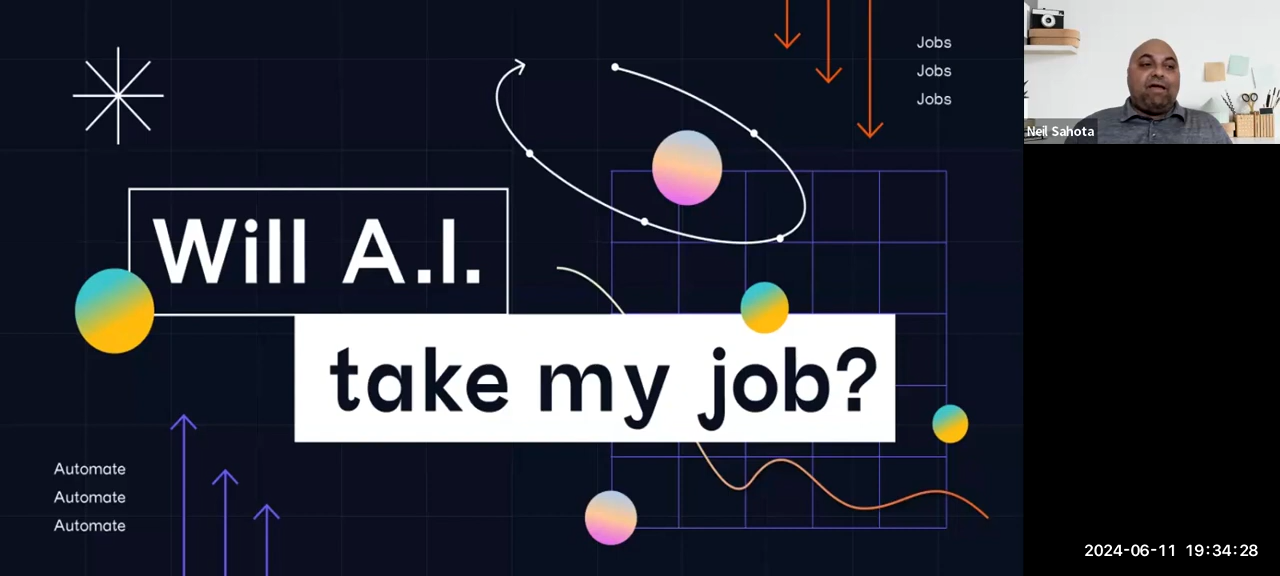 Jobs
Jobs
Jobs
Will A.I.
take my job?
Automate
Automate
Automate
Neil Sahota
2024-06-11 19:34:28